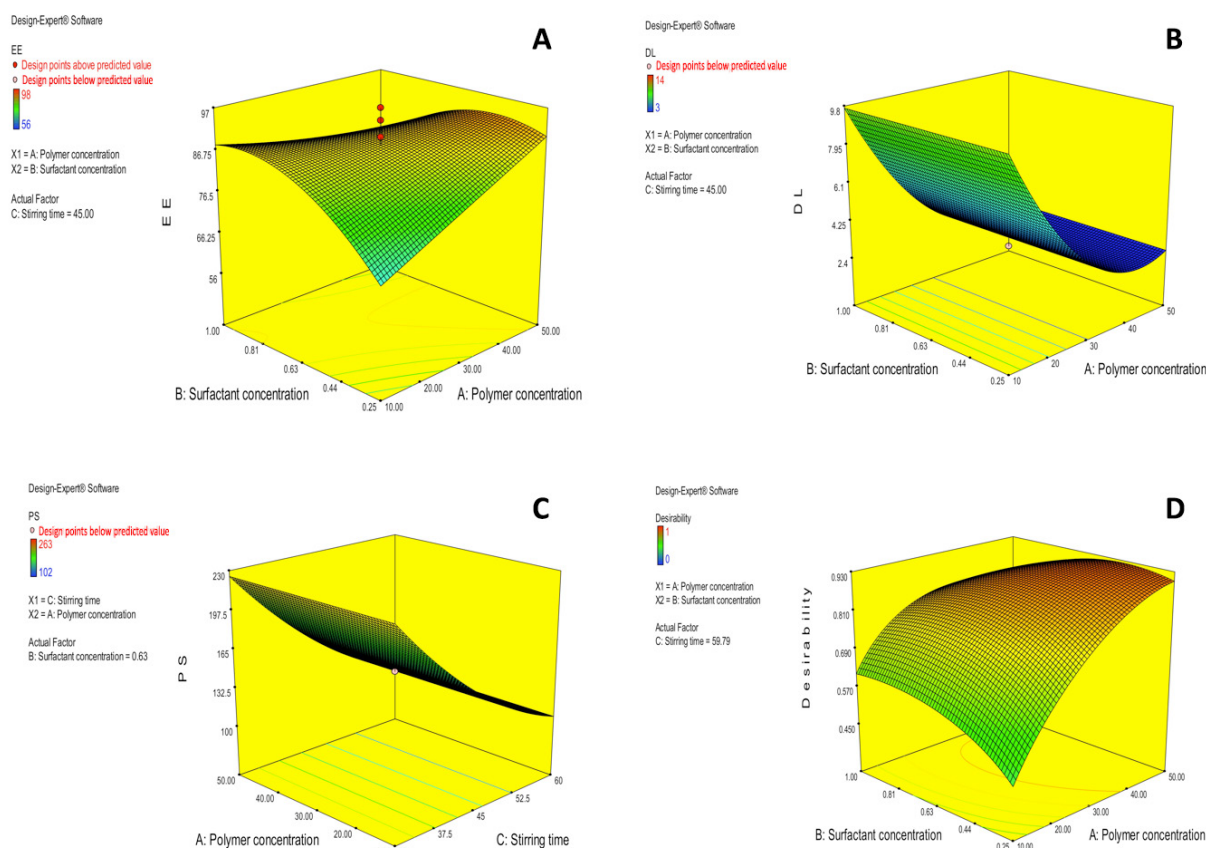 Design-Expert® Software
A
EE
Design points above predicted value
Design points below predicted value
98
56
X1 = A: Polymer concentration
X2 = B: Surfactant concentration
Actual Factor
C: Stirring time = 45.00
97
86.75
76.5
66.25
56
EE
1.00
0.81
0.63
0.44
0.25
10.00
20.00
30.00
40.00
50.00
B: Surfactant concentration
A: Polymer concentration
Design-Expert® Software
B
DL
Design points below predicted value
14
3
X1 = A: Polymer concentration
X2 = B: Surfactant concentration
Actual Factor
C: Stirring time = 45.00
9.8
7.95
6.1
4.25
2.4
DL
1.00
0.81
0.63
0.44
0.25
10
20
30
40
50
B: Surfactant concentration
A: Polymer concentration
Design-Expert® Software
C
PS
Design points below predicted value
263
102
X1 = C: Stirring time
X2 = A: Polymer concentration
Actual Factor
B: Surfactant concentration = 0.63
230
197.5
165
132.5
100
PS
50.00
40.00
30.00
20.00
37.5
45
52.5
60
A: Polymer concentration
C: Stirring time
Design-Expert® Software
D
Desirability
1
0
X1 = A: Polymer concentration
X2 = B: Surfactant concentration
Actual Factor
C: Stirring time = 59.79
0.930
0.810
0.690
0.570
0.450
Desirability
1.00
0.81
0.63
0.44
0.25
10.00
20.00
30.00
40.00
50.00
B: Surfactant concentration
A: Polymer concentration